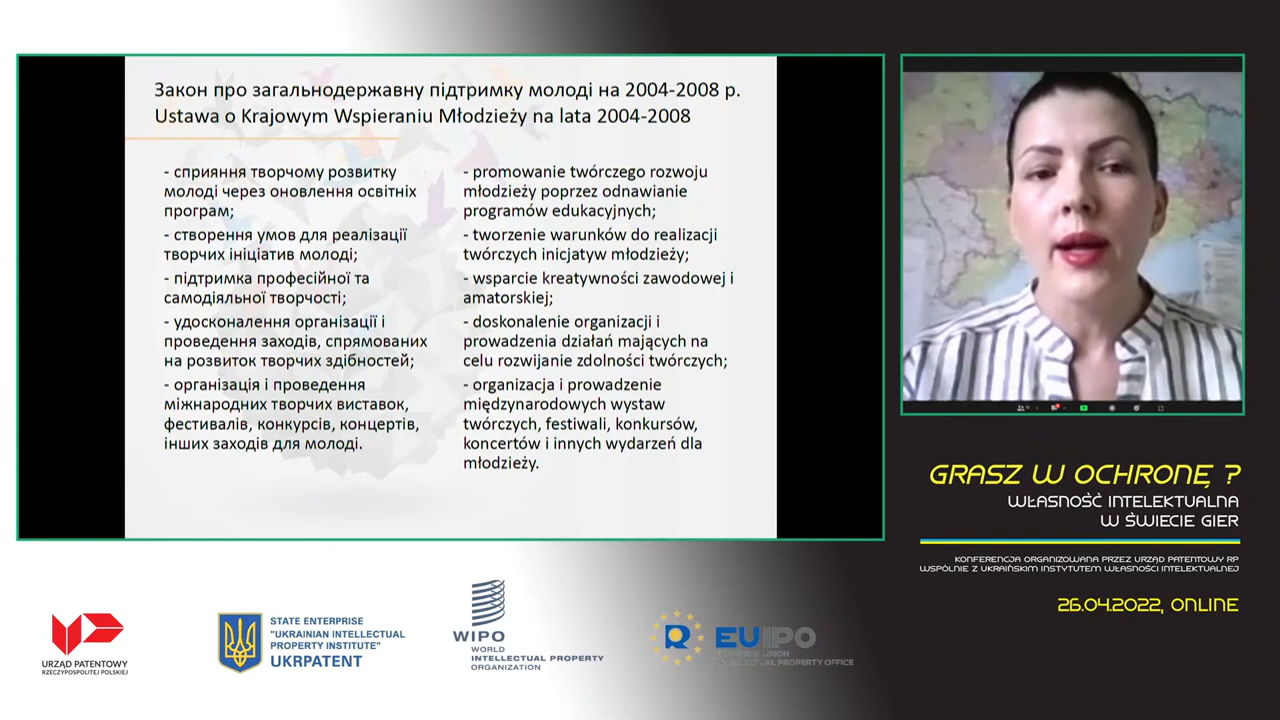 Закон про загальнодержавну підтримку молоді на 2004-2008 р.
Ustawa o Krajowym Wspieraniu Młodzieży na lata 2004-2008
- сприяння творчому розвитку
молоді через оновлення освітніх
програм;
- створення умов для реалізації
творчих ініціатив молоді;
- підтримка професійної та
самодіяльної творчості;
- удосконалення організації і
проведення заходів, спрямованих
на розвиток творчих здібностей;
- організація і проведення
міжнародних творчих виставок,
фестивалів, конкурсів, концертів,
інших заходів для молоді.
- promowanie twórczego rozwoju
młodzieży poprzez odnawianie
programów edukacyjnych;
- tworzenie warunków do realizacji
twórczych inicjatyw młodzieży;
- wsparcie kreatywności zawodowej i
amatorskiej;
- doskonalenie organizacji i
prowadzenia działań mających na
celu rozwijanie zdolności twórczych;
- organizacja i prowadzenie
międzynarodowych wystaw
twórczych, festiwali, konkursów,
koncertów i innych wydarzeń dla
młodzieży.
GRASZ W OCHRONĘ ?
WŁASNOŚĆ INTELEKTUALNA
W ŚWIECIE GIER
KONFERENCJA ORGANIZOWANA PRZEZ URZĄD PATENTOWY RP
WSPÓLNIE Z UKRAIŃSKIM INSTYTUTEM WŁASNOŚCI INTELEKTUALNEJ
26.04.2022, ONLINE
URZĄD PATENTOWY
RZECZYPOSPOLITEJ POLSKIEJ
STATE ENTERPRISE
"UKRAINIAN INTELLECTUAL
PROPERTY INSTITUTE"
UKRPATENT
WIPO
WORLD
INTELLECTUAL PROPERTY
ORGANIZATION
EUIPO
UNION
INTELLECTUAL PROPERTY OFFICE